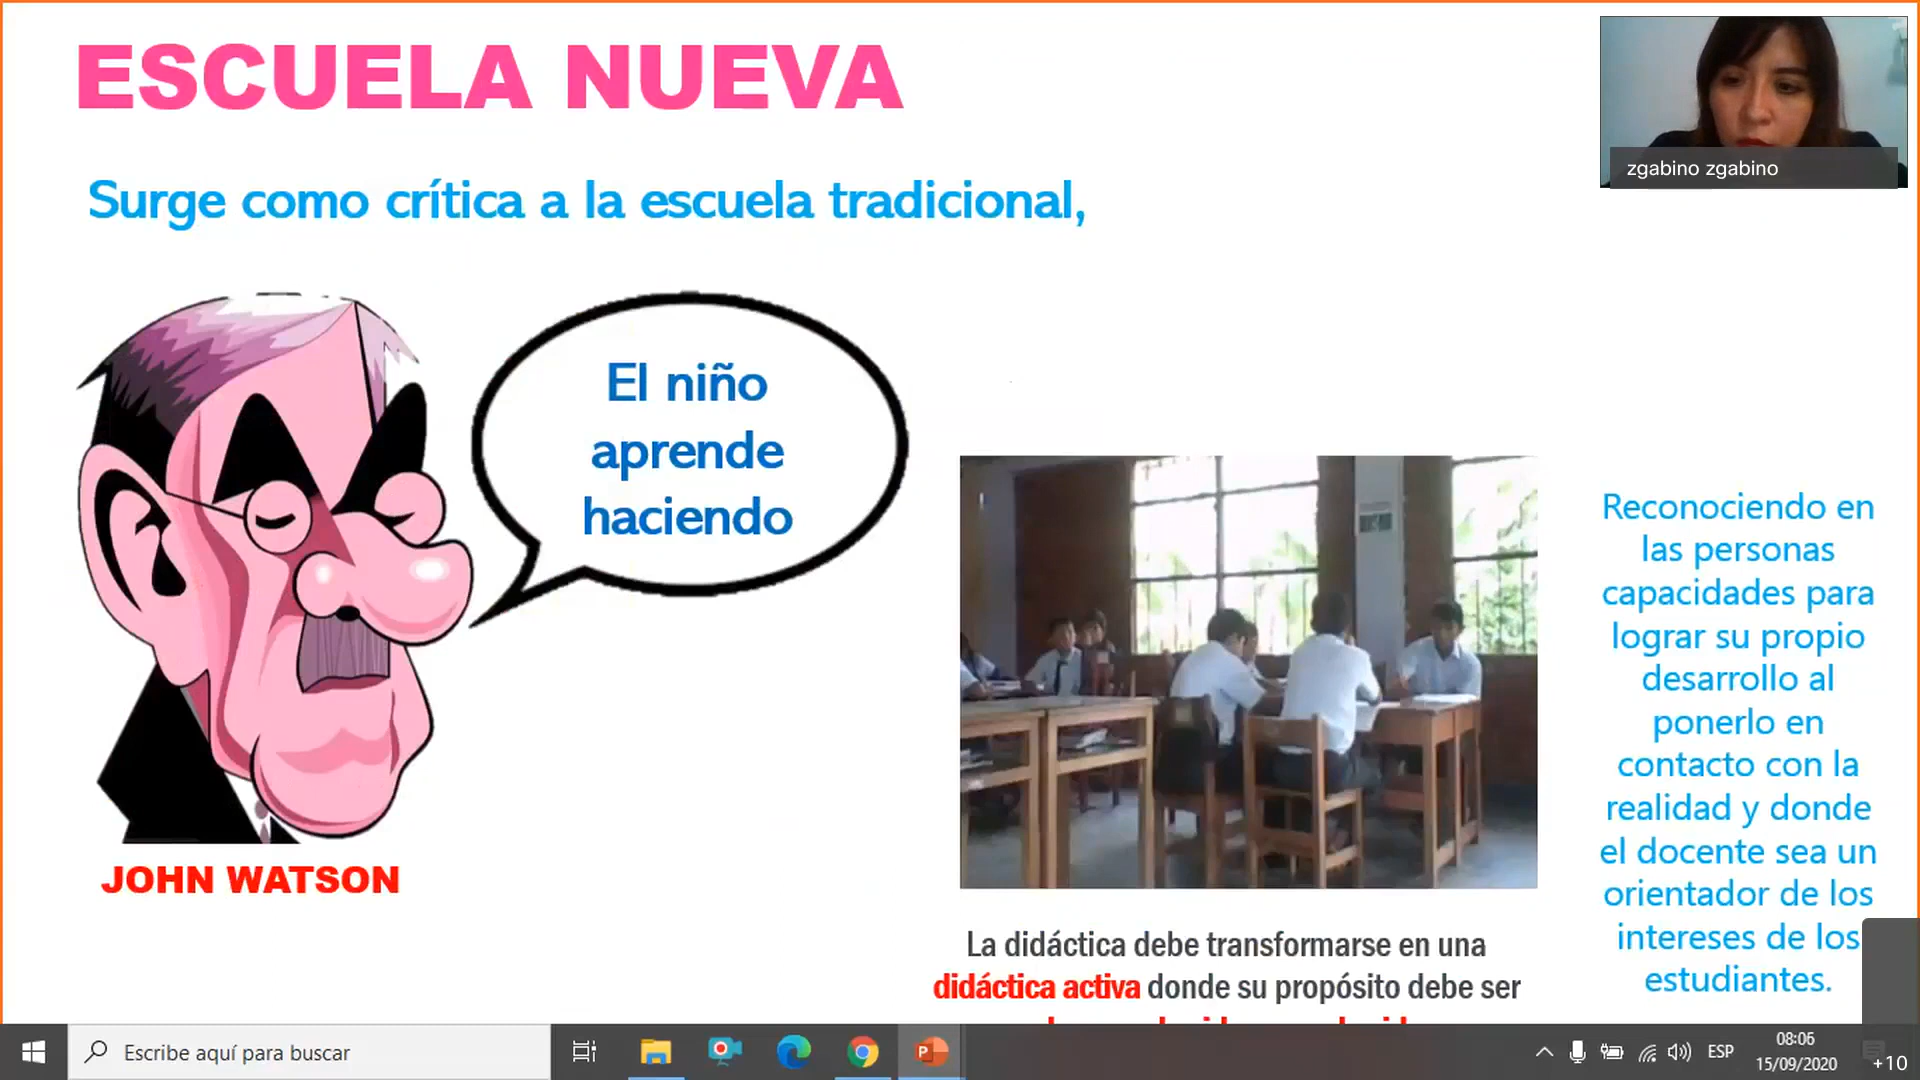 ESCUELA NUEVA
zgabino zgabino
Surge como crítica a la escuela tradicional,
El niño
aprende
haciendo
JOHN WATSON
Reconociendo en
las personas
capacidades para
lograr su propio
desarrollo al
ponerlo en
contacto con la
realidad y donde
el docente sea un
orientador de los
intereses de los
estudiantes.
La didáctica debe transformarse en una
didáctica activa donde su propósito debe ser
Escribe aquí para buscar
ESP
08:06
15/09/2020
+10